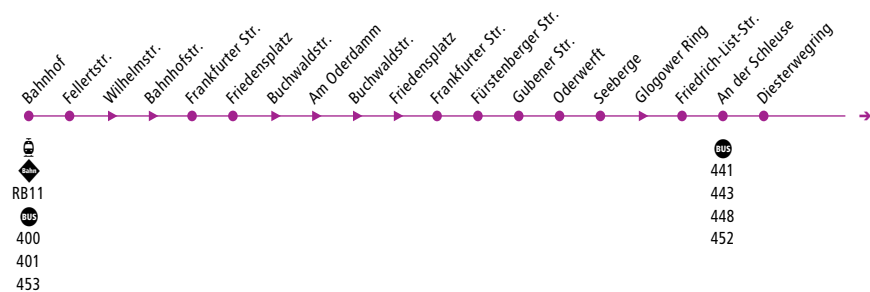 Bahnhof
Fellertstr.
Wilhelmstr.
Bahnhofstr.
Frankfurter Str.
Friedensplatz
Buchwaldstr.
Am Oderdamm
Buchwaldstr.
Friedensplatz
Frankfurter Str.
Fürstenberger Str.
Gubener Str.
Oderwerft
Seeberge
Glogower Ring
Friedrich-List-Str.
An der Schleuse
Diesterwegring
Bahn
RB11
BUS
400
401
453
BUS
441
443
448
452